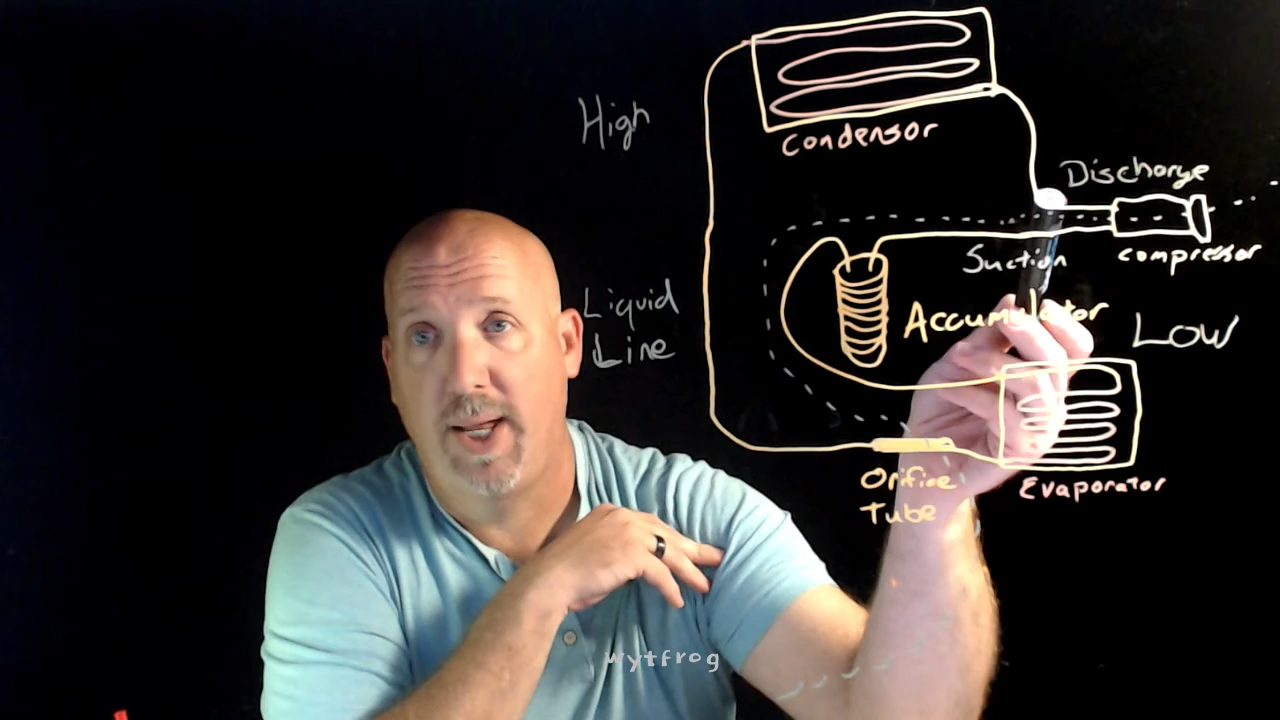 High
Condensor
Discharge
compressor
Suction
Liquid
Line
Accumulator
Low
Orifice
Tube
Evaporator
wytfrog